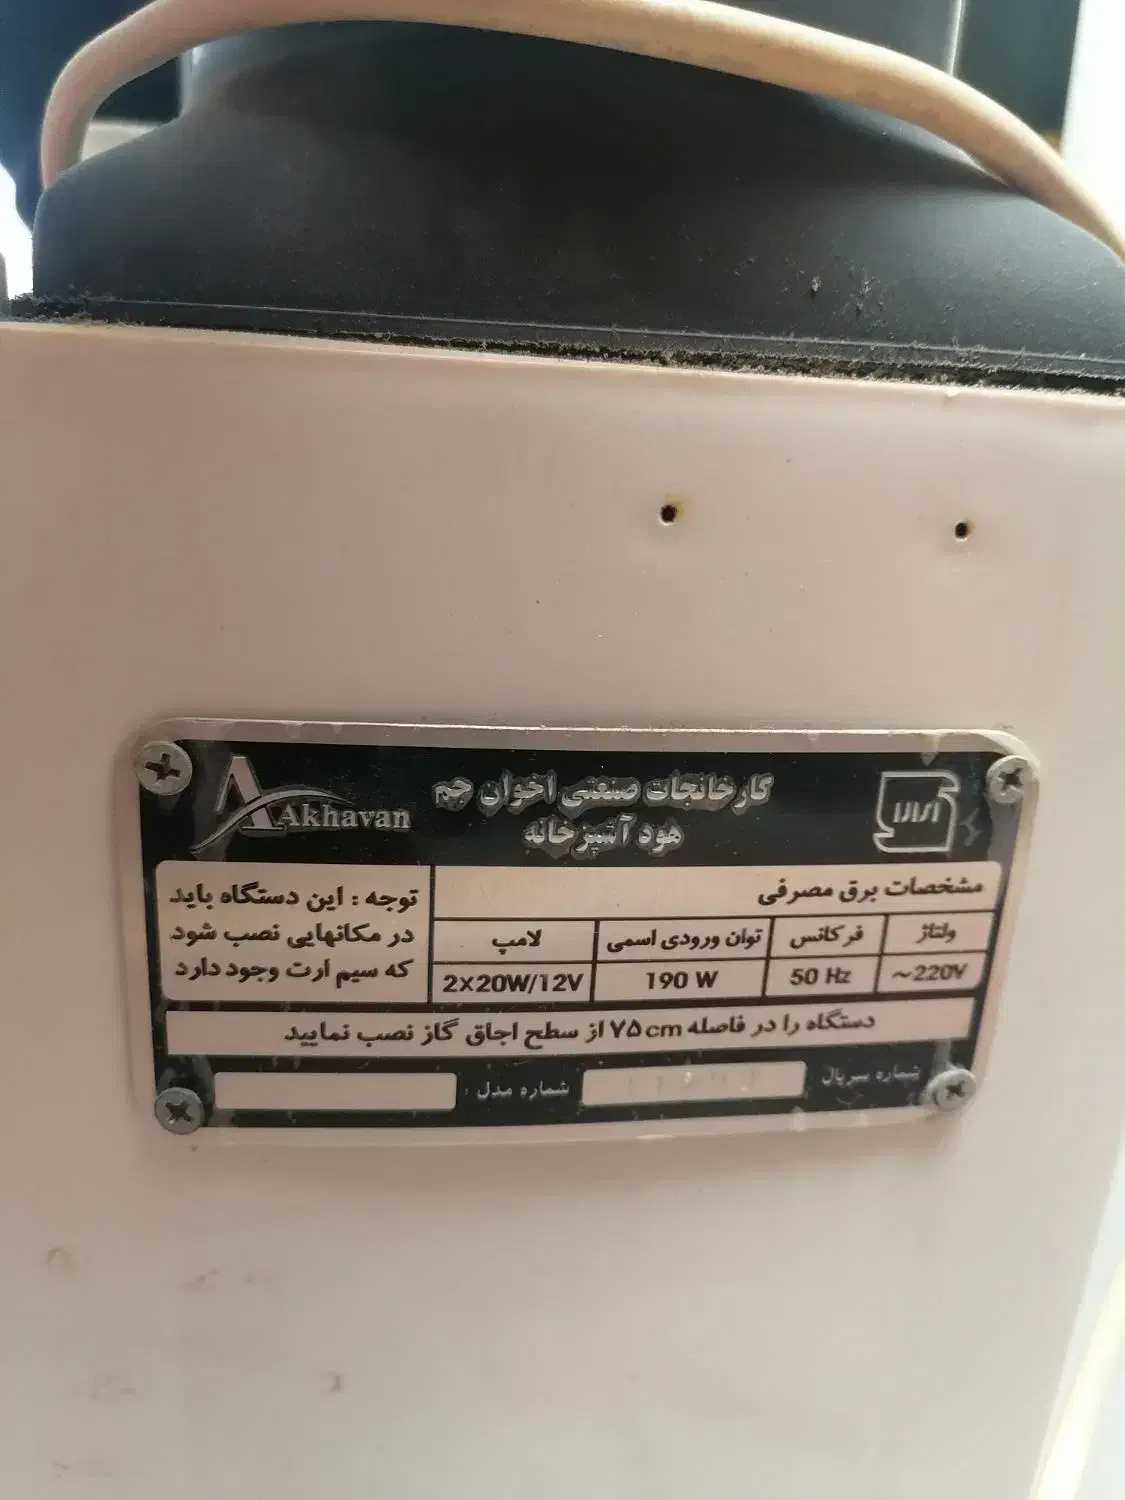 Akhavan
کارخانجات صنعتی اخوان جم
هود آشپزخانه
مشخصات برق مصرفی
ولتاژ فرکانس توان ورودی اسمی لامپ
~220V 50 Hz 190 W 2×20W/12V
توجه : این دستگاه باید
در مکانهایی نصب شود
که سیم ارت وجود دارد
دستگاه را در فاصله ۷۵cm از سطح اجاق گاز نصب نمایید
شماره سریال شماره مدل :